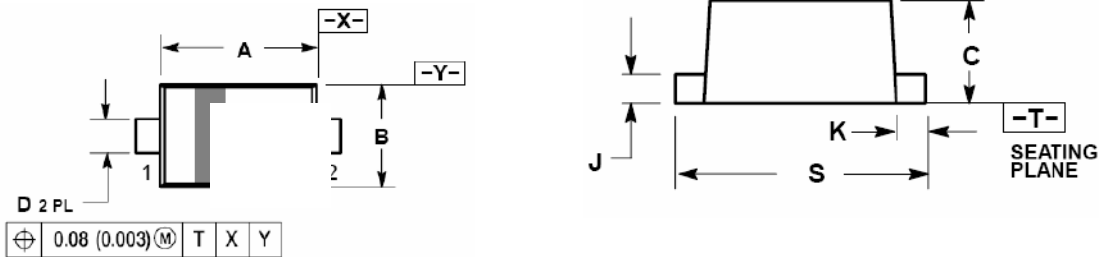 –X–
A
–Y–
B
1
2
D 2 PL
⌖ 0.08 (0.003) Ⓜ T X Y
C
K
–T–
J
S
SEATING
PLANE